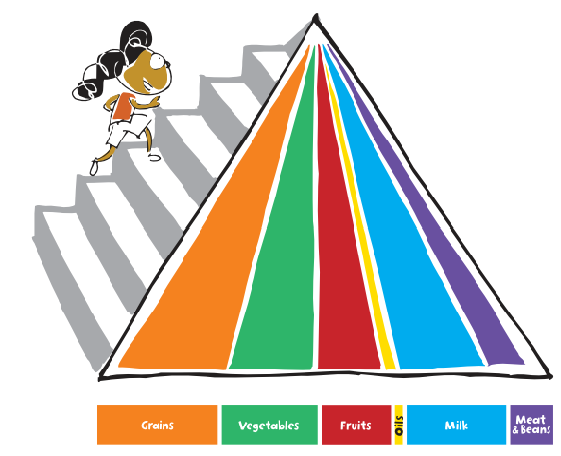 Grains
Vegetables
Fruits
Oils
Milk
Meat
& Beans